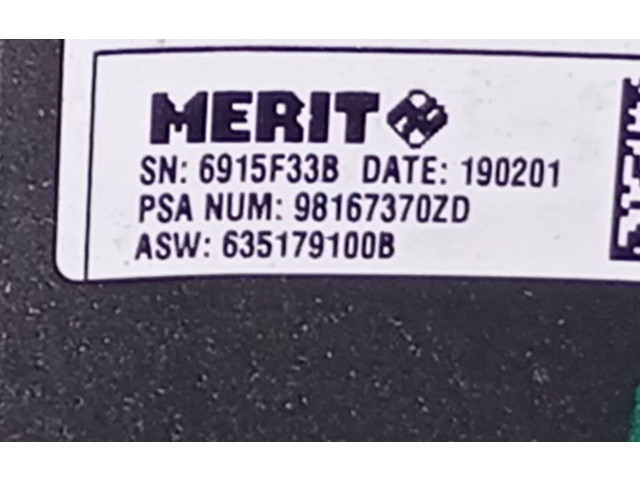 MERIT
SN: 6915F33B DATE: 190201
PSA NUM: 98167370ZD
ASW: 635179100B